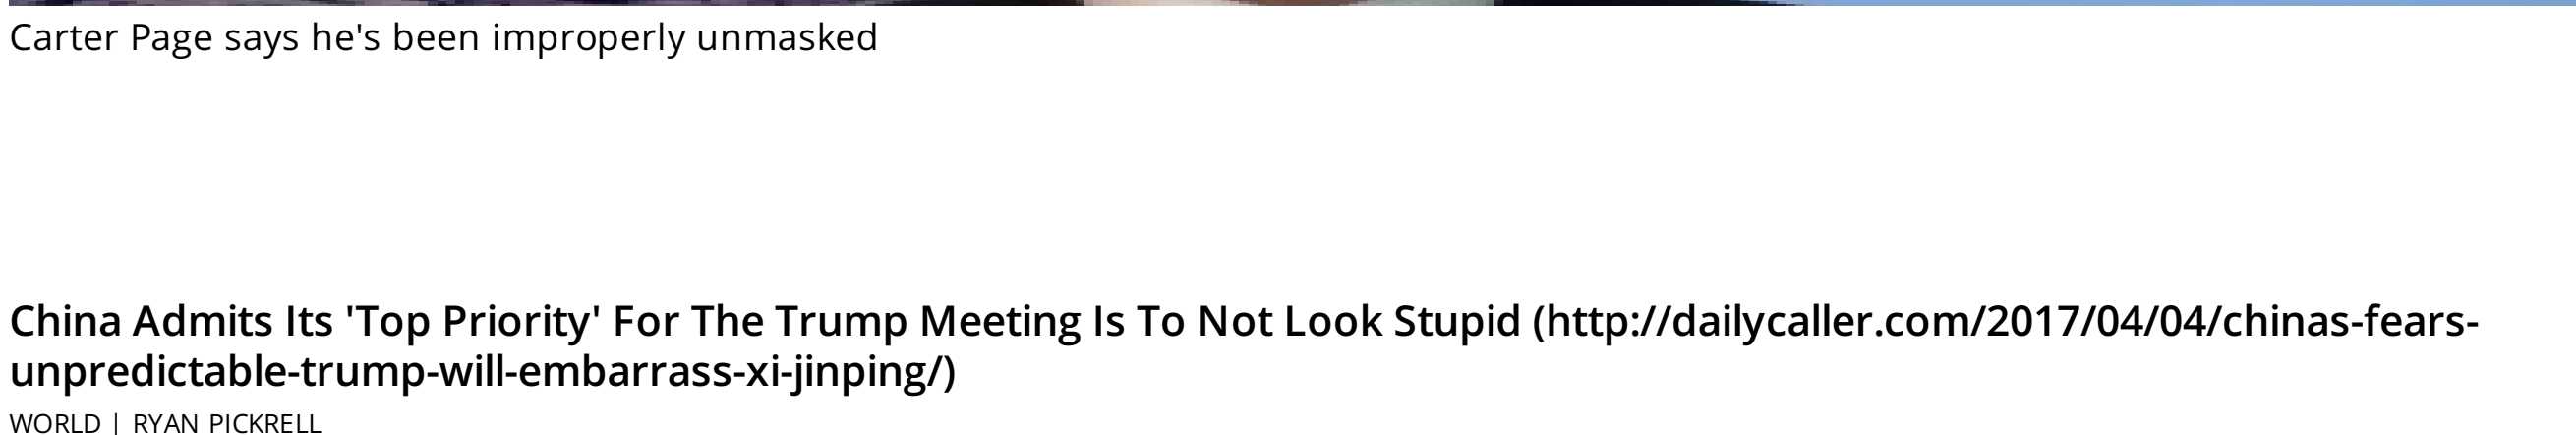 Carter Page says he's been improperly unmasked
China Admits Its 'Top Priority' For The Trump Meeting Is To Not Look Stupid (http://dailycaller.com/2017/04/04/chinas-fears-
unpredictable-trump-will-embarrass-xi-jinping/)
WORLD | RYAN PICKRELL